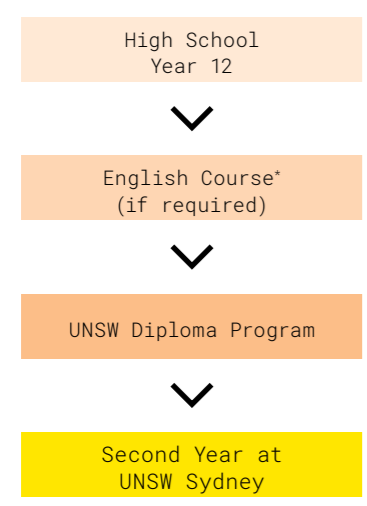 High School
Year 12
English Course*
(if required)
UNSW Diploma Program
Second Year at
UNSW Sydney